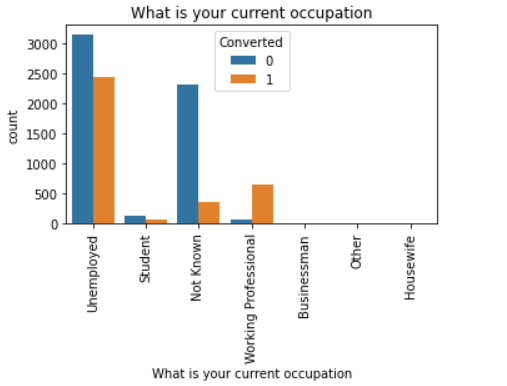 What is your current occupation
Converted
0
1
3000
2500
2000
1500
1000
500
0
count
Unemployed
Student
Not Known
Working Professional
Businessman
Other
Housewife
What is your current occupation